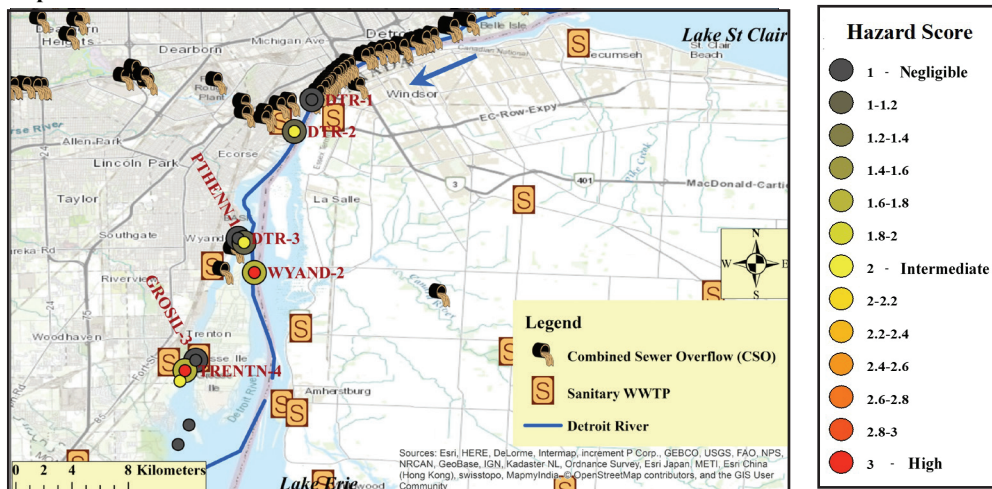 Detroit
Belle Isle
Lake St Clair
Michigan Ave
Dearborn
Heights
Canadian National
Tecumseh
St. Clair
Beach
Windsor
DTR-1
EC-Row-Expy
DTR-2
Allen Park
Ecorse
Lincoln Park
PTHENN-1
3
401
MacDonald-Cartig
Taylor
La Salle
Southgate
DTR-3
WYAND-2
Riverview
GROSIL-3
Woodhaven
Trenton
TRENTN-4
Amherstburg
Detroit River
Lake Erie
0 2 4 8 Kilometers
N
W E
S
Legend
Combined Sewer Overflow (CSO)
S Sanitary WWTP
Detroit River
Sources: Esri, HERE, DeLorme, Intermap, increment P Corp., GEBCO, USGS, FAO, NPS,
NRCAN, GeoBase, IGN, Kadaster NL, Ordnance Survey, Esri Japan, METI, Esri China
(Hong Kong), swisstopo, MapmyIndia, © OpenStreetMap contributors, and the GIS User
Community
Hazard Score
1 - Negligible
1-1.2
1.2-1.4
1.4-1.6
1.6-1.8
1.8-2
2 - Intermediate
2-2.2
2.2-2.4
2.4-2.6
2.6-2.8
2.8-3
3 - High